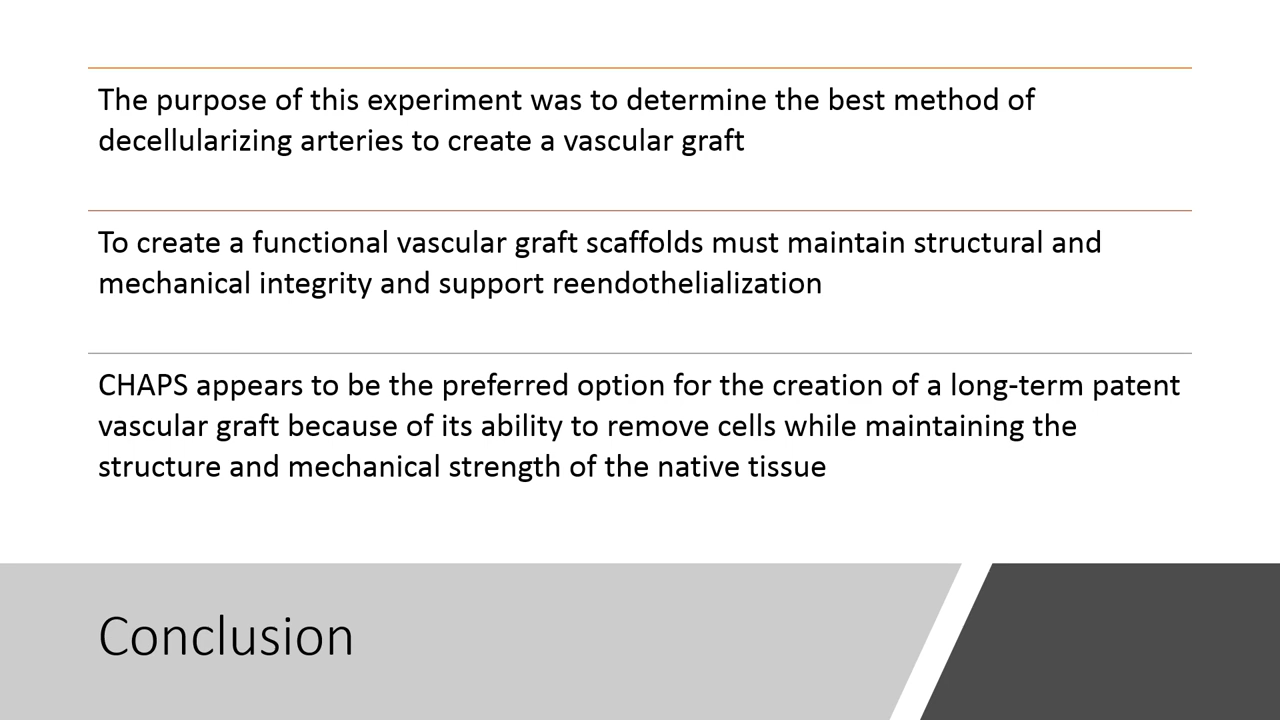 The purpose of this experiment was to determine the best method of
decellularizing arteries to create a vascular graft
To create a functional vascular graft scaffolds must maintain structural and
mechanical integrity and support reendothelialization
CHAPS appears to be the preferred option for the creation of a long-term patent
vascular graft because of its ability to remove cells while maintaining the
structure and mechanical strength of the native tissue
Conclusion